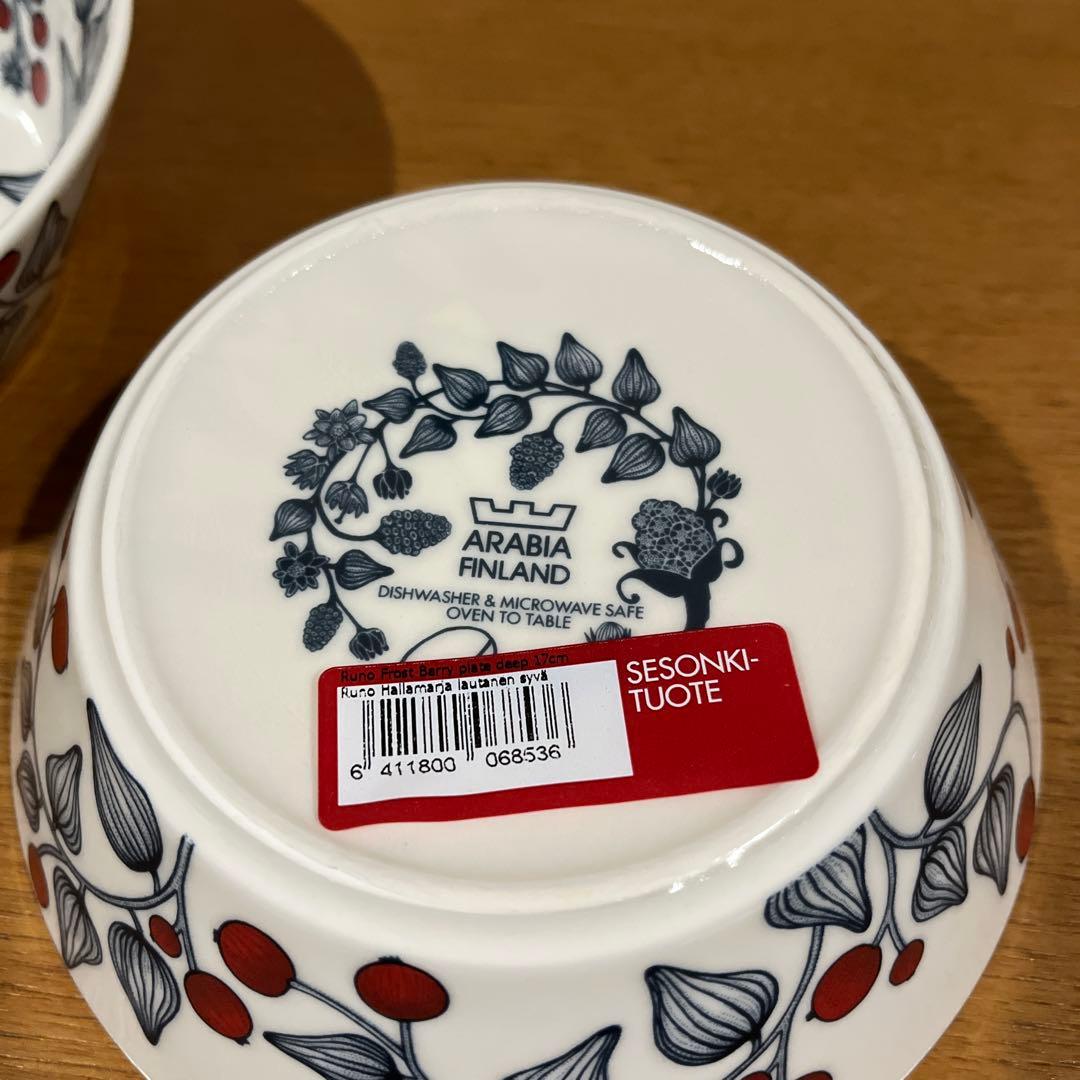 ARABIA
FINLAND
DISHWASHER & MICROWAVE SAFE
OVEN TO TABLE
Runo Frost Berry plate deep 17cm
Runo Hallamarja lautanen syvä
6 411800 068536
SESONKI-
TUOTE